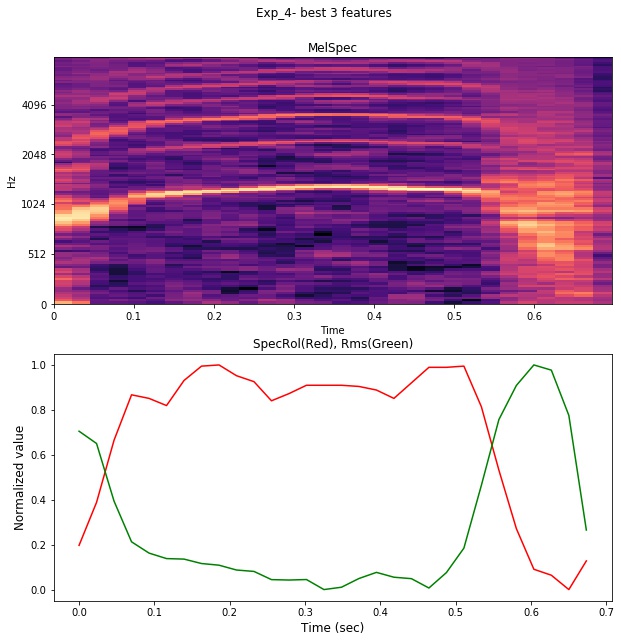 Exp_4- best 3 features
MelSpec
4096
2048
1024
512
0
Hz
0 0.1 0.2 0.3 0.4 0.5 0.6
Time
SpecRol(Red), Rms(Green)
1.0
0.8
0.6
0.4
0.2
0.0
Normalized value
0.0 0.1 0.2 0.3 0.4 0.5 0.6 0.7
Time (sec)